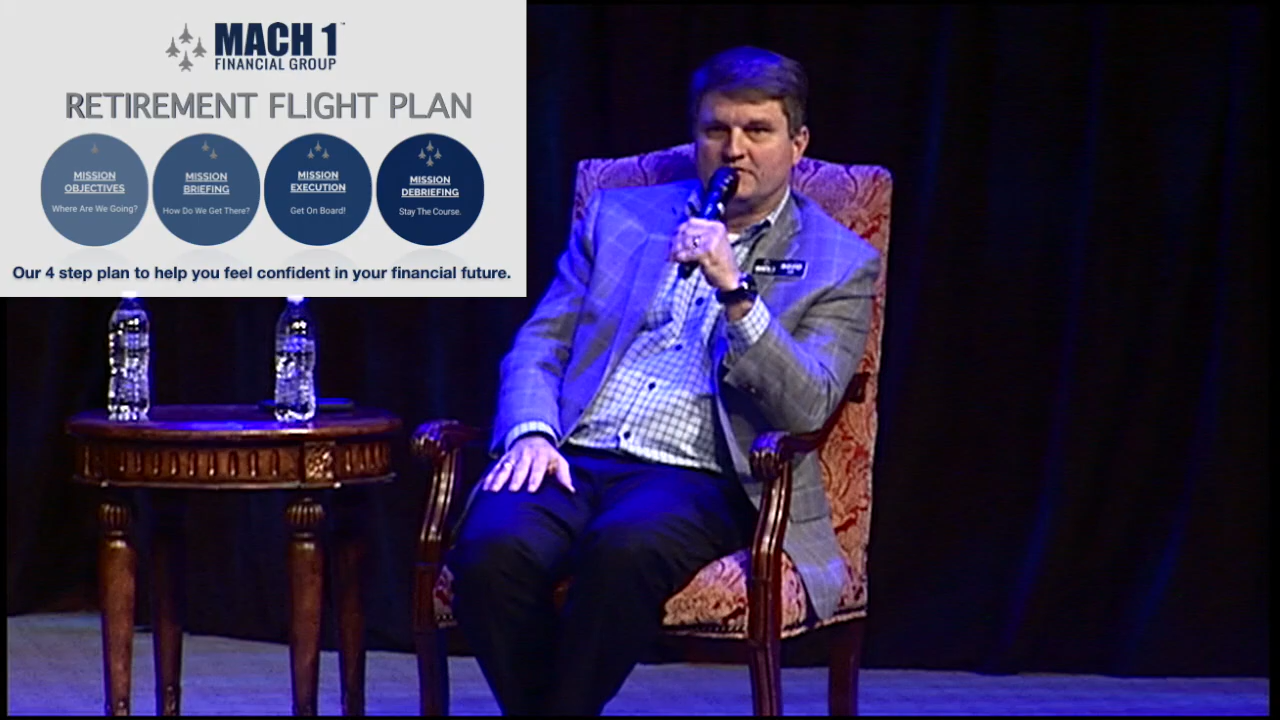 MACH 1™
FINANCIAL GROUP
RETIREMENT FLIGHT PLAN
MISSION
OBJECTIVES
Where Are We Going?
MISSION
BRIEFING
How Do We Get There?
MISSION
EXECUTION
Get On Board!
MISSION
DEBRIEFING
Stay The Course.
Our 4 step plan to help you feel confident in your financial future.